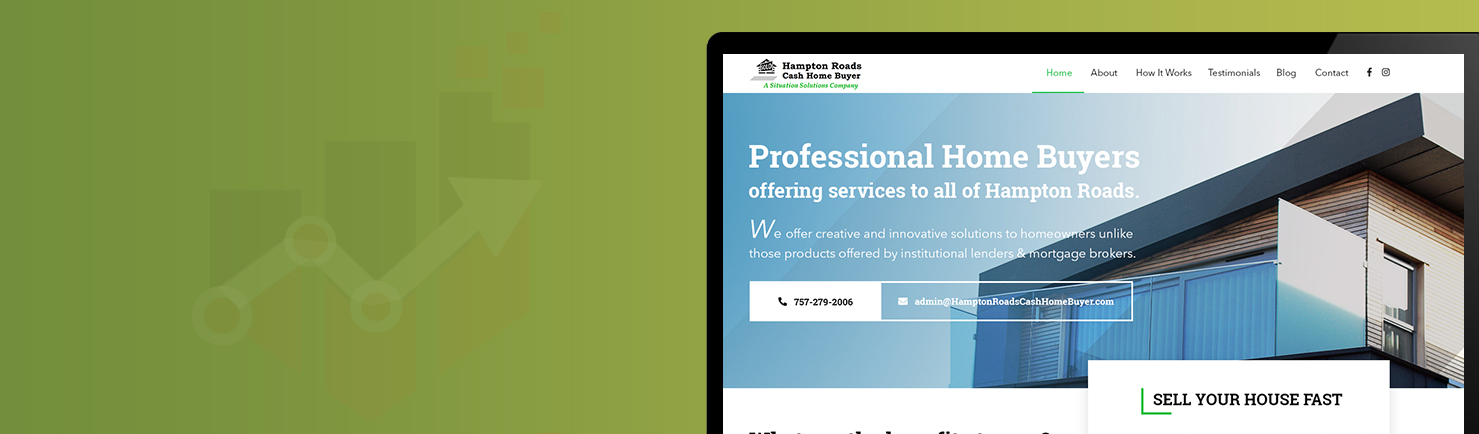 Hampton Roads
Cash Home Buyer
A Situation Solutions Company
Home About How It Works Testimonials Blog Contact
Professional Home Buyers
offering services to all of Hampton Roads.
We offer creative and innovative solutions to homeowners unlike
those products offered by institutional lenders & mortgage brokers.
757-279-2006 admin@HamptonRoadsCashHomeBuyer.com
SELL YOUR HOUSE FAST